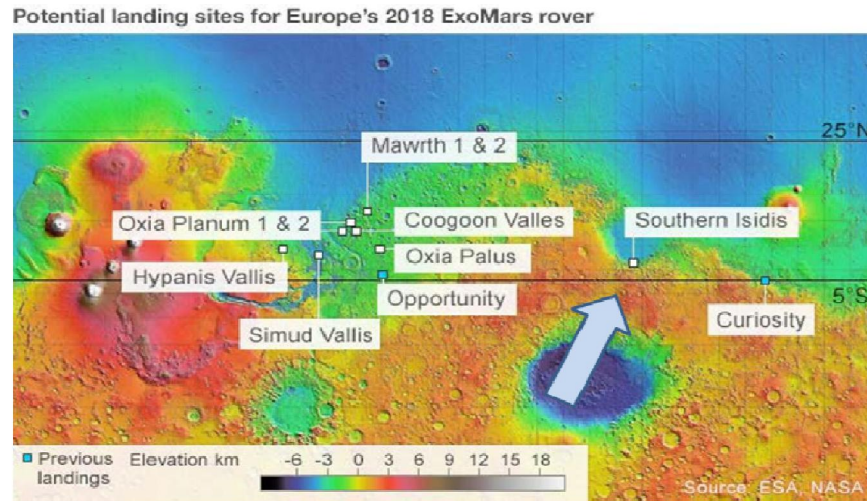 Potential landing sites for Europe's 2018 ExoMars rover
25°N
Mawrth 1 & 2
Oxia Planum 1 & 2
Coogoon Valles
Southern Isidis
Oxia Palus
Hypanis Vallis
5°S
Opportunity
Curiosity
Simud Vallis
Previous landings
Elevation km
-6 -3 0 3 6 9 12 15 18
Source: ESA, NASA